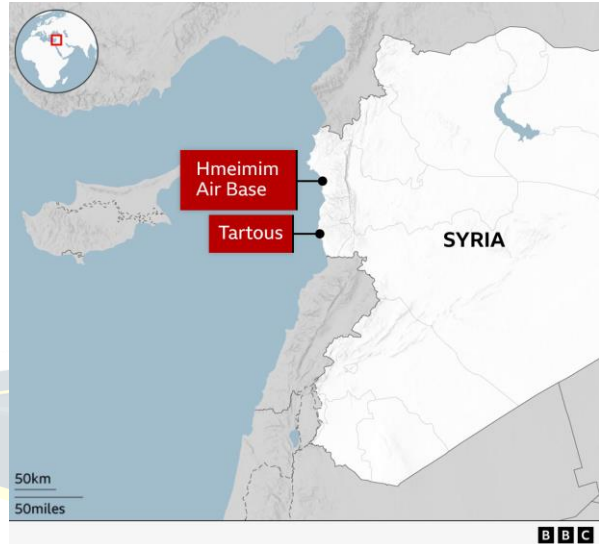 Hmeimim
Air Base
Tartous
SYRIA
50km
50miles
BBC